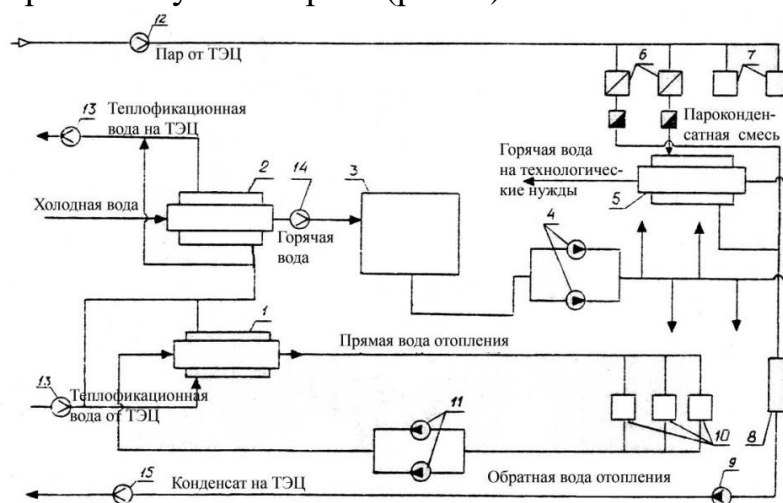 12
Пар от ТЭЦ
6
7
13
Теплофикационная
вода на ТЭЦ
Пароконден-
сатная смесь
2
14
3
Горячая вода
на технологичес-
кие нужды
5
Холодная вода
Горячая
вода
4
1
Прямая вода отопления
13
Теплофикационная
вода от ТЭЦ
11
10
8
Обратная вода отопления
9
15
Конденсат на ТЭЦ